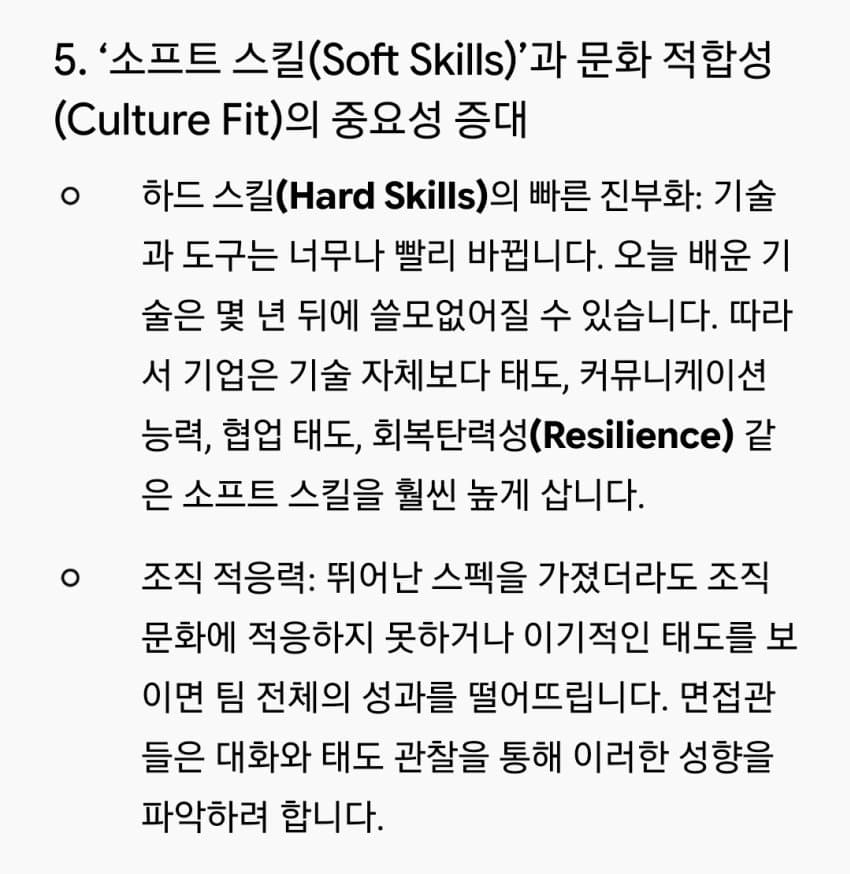 5. ‘소프트 스킬(Soft Skills)’과 문화 적합성
(Culture Fit)의 중요성 증대
하드 스킬(Hard Skills)의 빠른 진부화: 기술
과 도구는 너무나 빨리 바뀝니다. 오늘 배운 기
술은 몇 년 뒤에 쓸모없어질 수 있습니다. 따라
서 기업은 기술 자체보다 태도, 커뮤니케이션
능력, 협업 태도, 회복탄력성(Resilience) 같
은 소프트 스킬을 훨씬 높게 삽니다.
조직 적응력: 뛰어난 스펙을 가졌더라도 조직
문화에 적응하지 못하거나 이기적인 태도를 보
이면 팀 전체의 성과를 떨어뜨립니다. 면접관
들은 대화와 태도 관찰을 통해 이러한 성향을
파악하려 합니다.